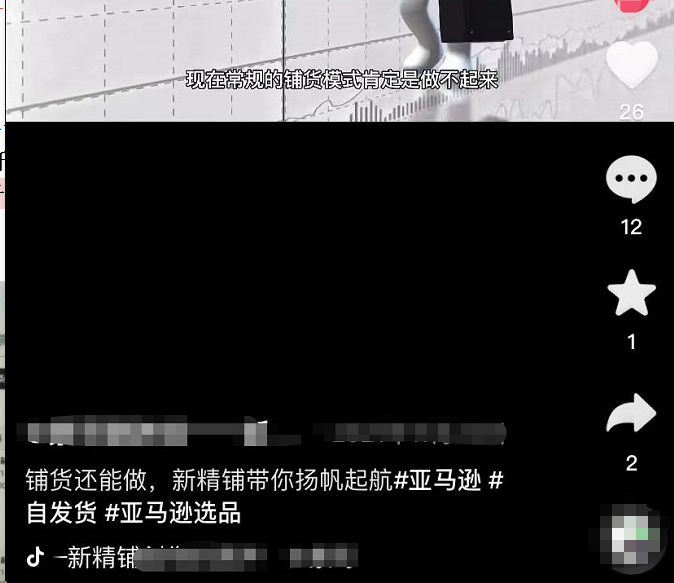 现在常规的铺货模式肯定是做不起来
26
12
1
2
铺货还能做，新精铺带你扬帆起航#亚马逊 #
自发货 #亚马逊选品
-新精铺